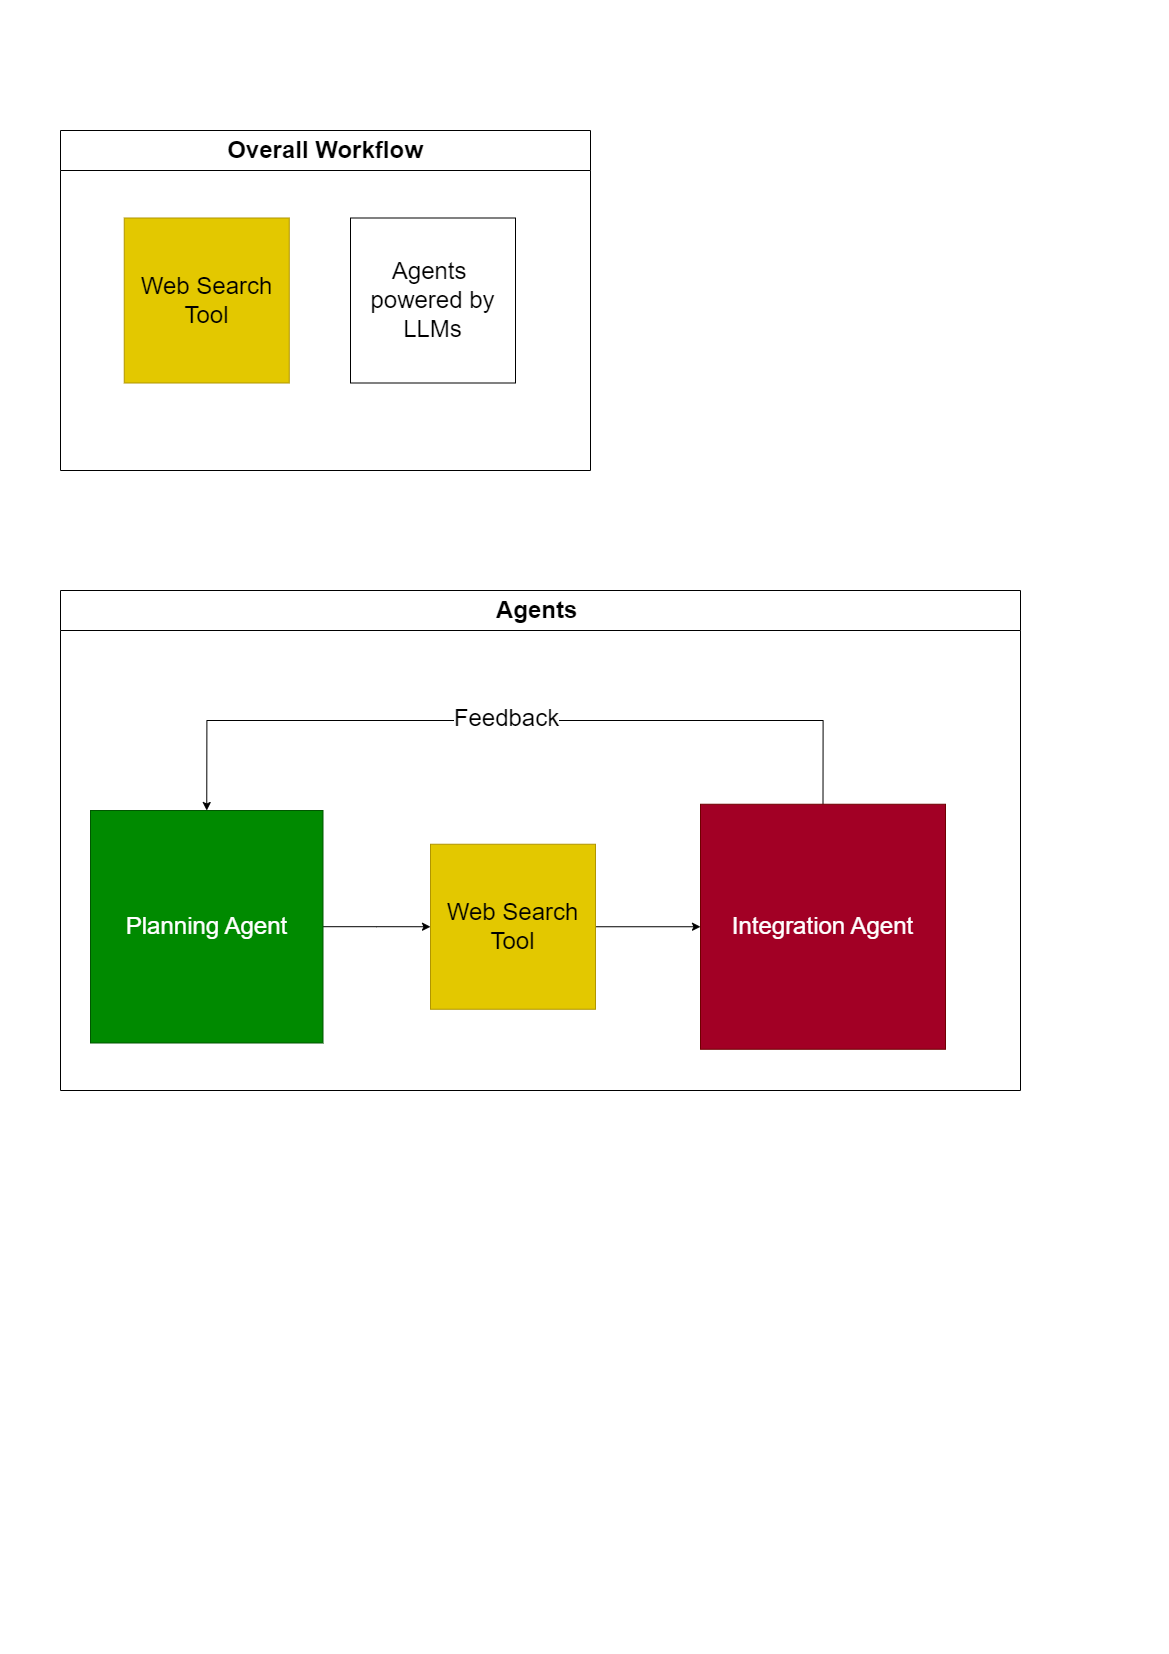 Overall Workflow
Web Search
Tool
Agents
powered by
LLMs
Agents
Feedback
Planning Agent
Web Search
Tool
Integration Agent